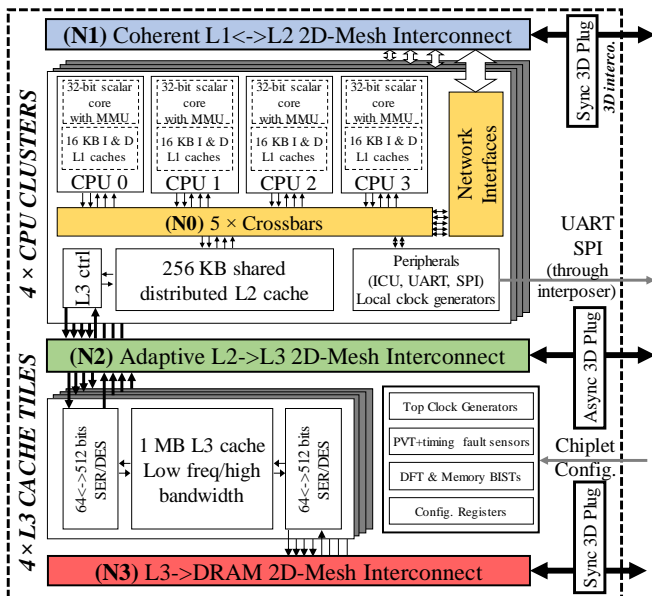 (N1) Coherent L1<->L2 2D-Mesh Interconnect
Sync 3D Plug
3D interco.
4 × CPU CLUSTERS
32-bit scalar
core
with MMU
16 KB I & D
L1 caches
CPU 0
32-bit scalar
core
with MMU
16 KB I & D
L1 caches
CPU 1
32-bit scalar
core
with MMU
16 KB I & D
L1 caches
CPU 2
32-bit scalar
core
with MMU
16 KB I & D
L1 caches
CPU 3
Network
Interfaces
(N0) 5 × Crossbars
L3 ctrl
256 KB shared
distributed L2 cache
Peripherals
(ICU, UART, SPI)
Local clock generators
UART
SPI
(through
interposer)
(N2) Adaptive L2->L3 2D-Mesh Interconnect
Async 3D Plug
4 × L3 CACHE TILES
64<->512 bits
SER/DES
1 MB L3 cache
Low freq/high
bandwidth
64<->512 bits
SER/DES
Top Clock Generators
PVT+timing fault sensors
DFT & Memory BISTs
Config. Registers
Chiplet
Config.
(N3) L3->DRAM 2D-Mesh Interconnect
Sync 3D Plug